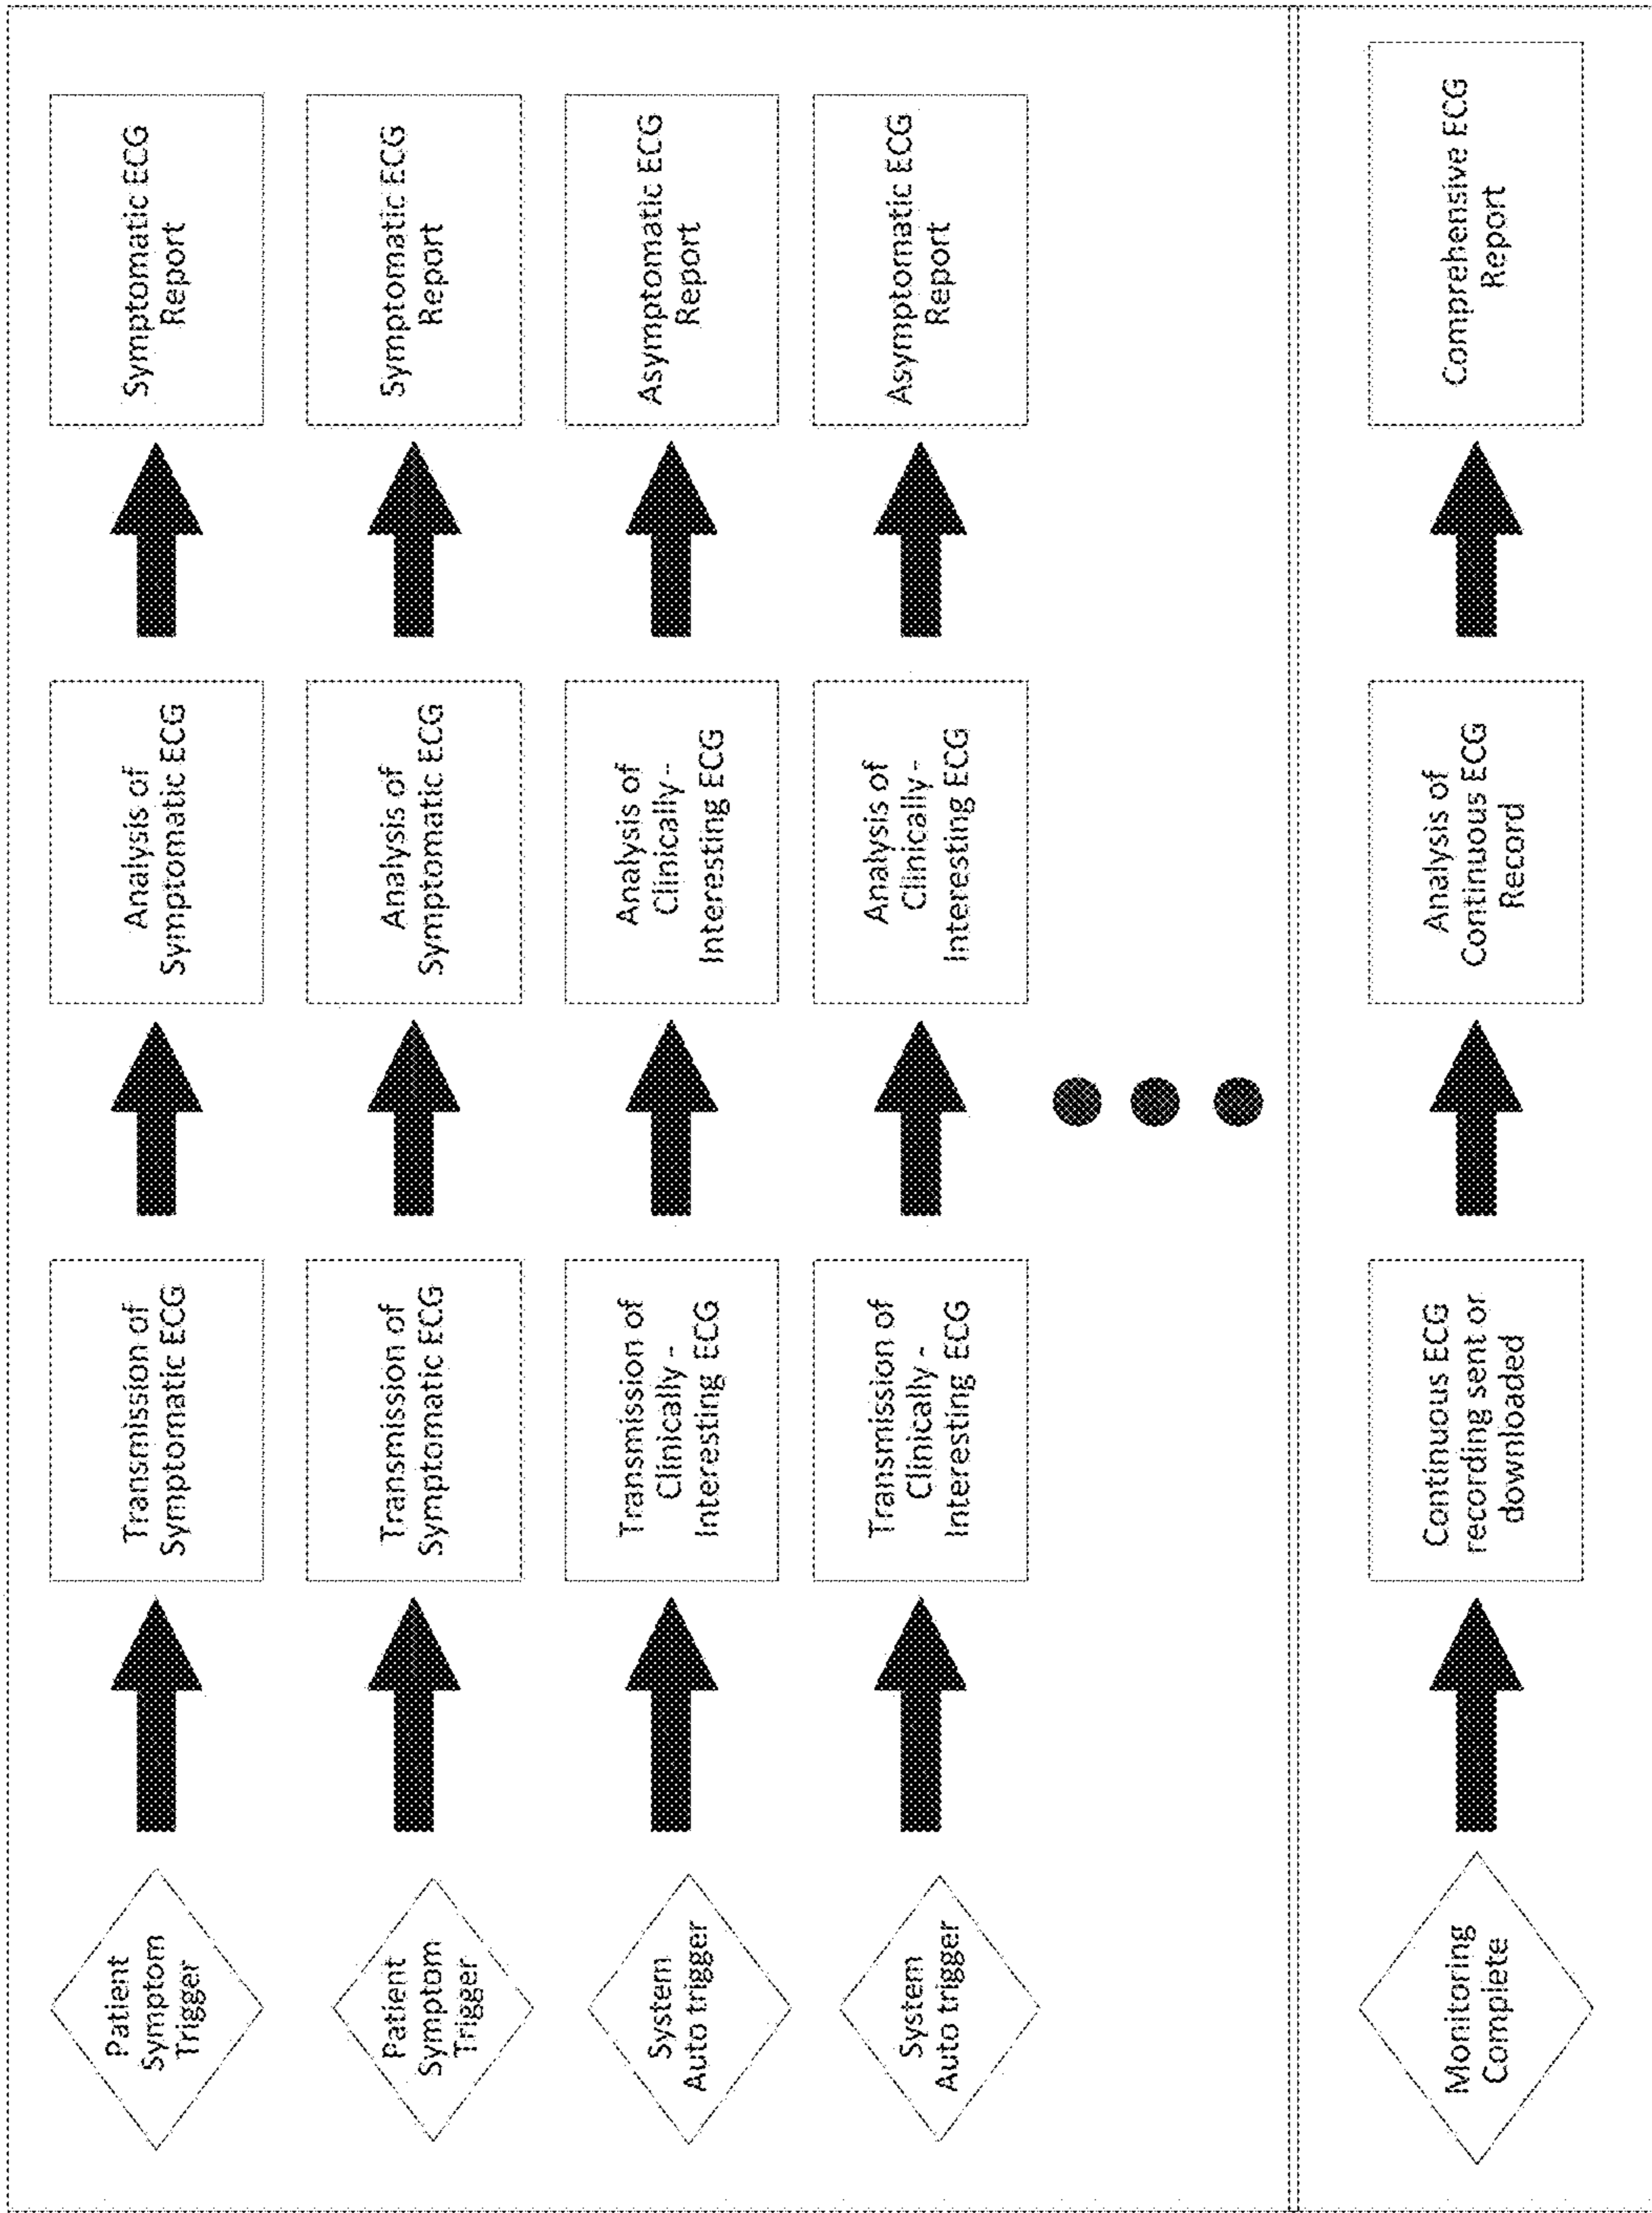 Patient
Symptom
Trigger
Transmission of
Symptomatic ECG
Analysis of
Symptomatic ECG
Symptomatic ECG
Report
Patient
Symptom
Trigger
Transmission of
Symptomatic ECG
Analysis of
Symptomatic ECG
Symptomatic ECG
Report
System
Auto trigger
Transmission of
Clinically -
Interesting ECG
Analysis of
Clinically -
Interesting ECG
Asymptomatic ECG
Report
System
Auto trigger
Transmission of
Clinically -
Interesting ECG
Analysis of
Clinically -
Interesting ECG
Asymptomatic ECG
Report
Monitoring
Complete
Continuous ECG
recording sent or
downloaded
Analysis of
Continuous ECG
Record
Comprehensive ECG
Report